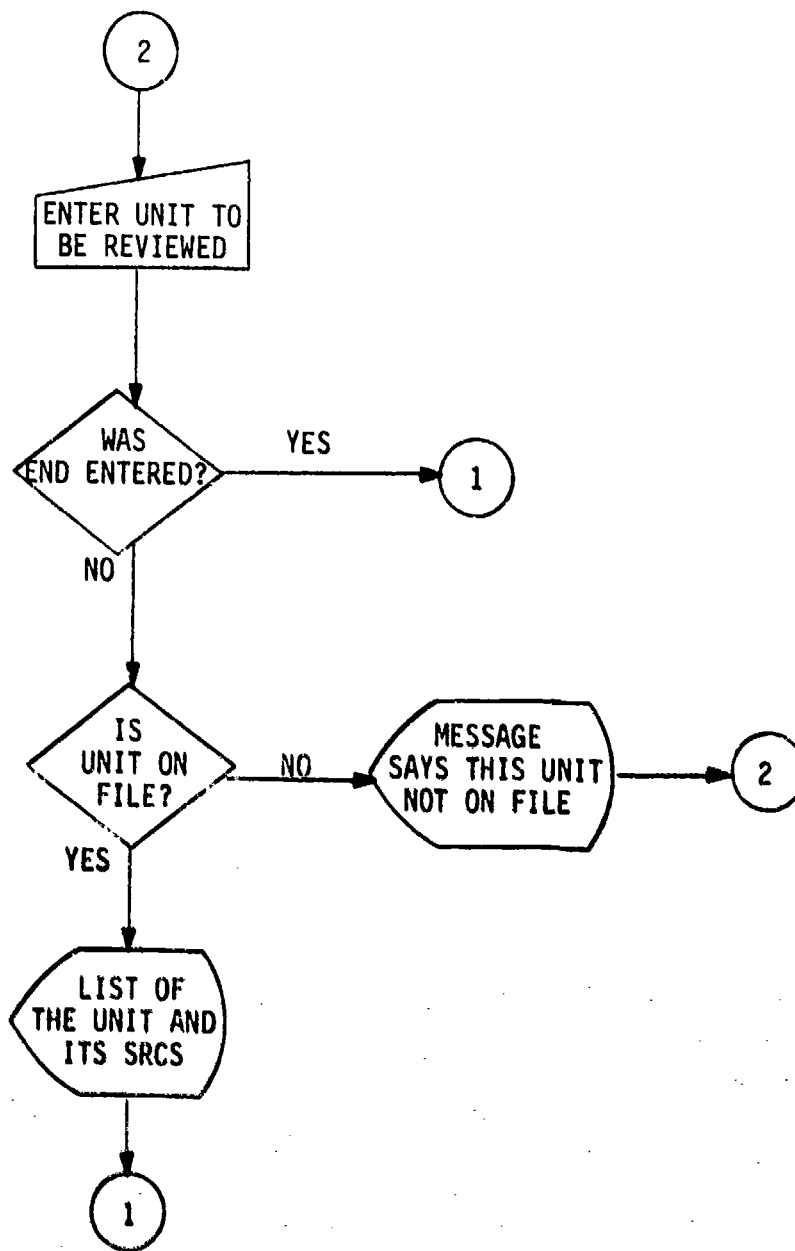 2
ENTER UNIT TO
BE REVIEWED
WAS
END ENTERED?
YES
1
NO
IS
UNIT ON
FILE?
NO
MESSAGE
SAYS THIS UNIT
NOT ON FILE
2
YES
LIST OF
THE UNIT AND
ITS SRCS
1